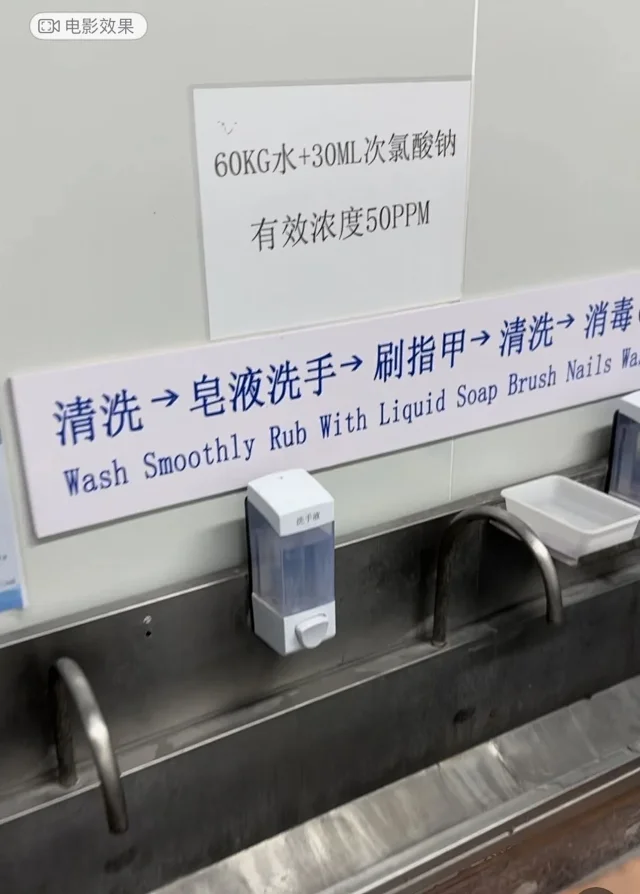 电影效果
60KG水+30ML次氯酸钠
有效浓度50PPM
清洗→皂液洗手→刷指甲→清洗→消毒
Wash Smoothly Rub With Liquid Soap Brush Nails
洗手液